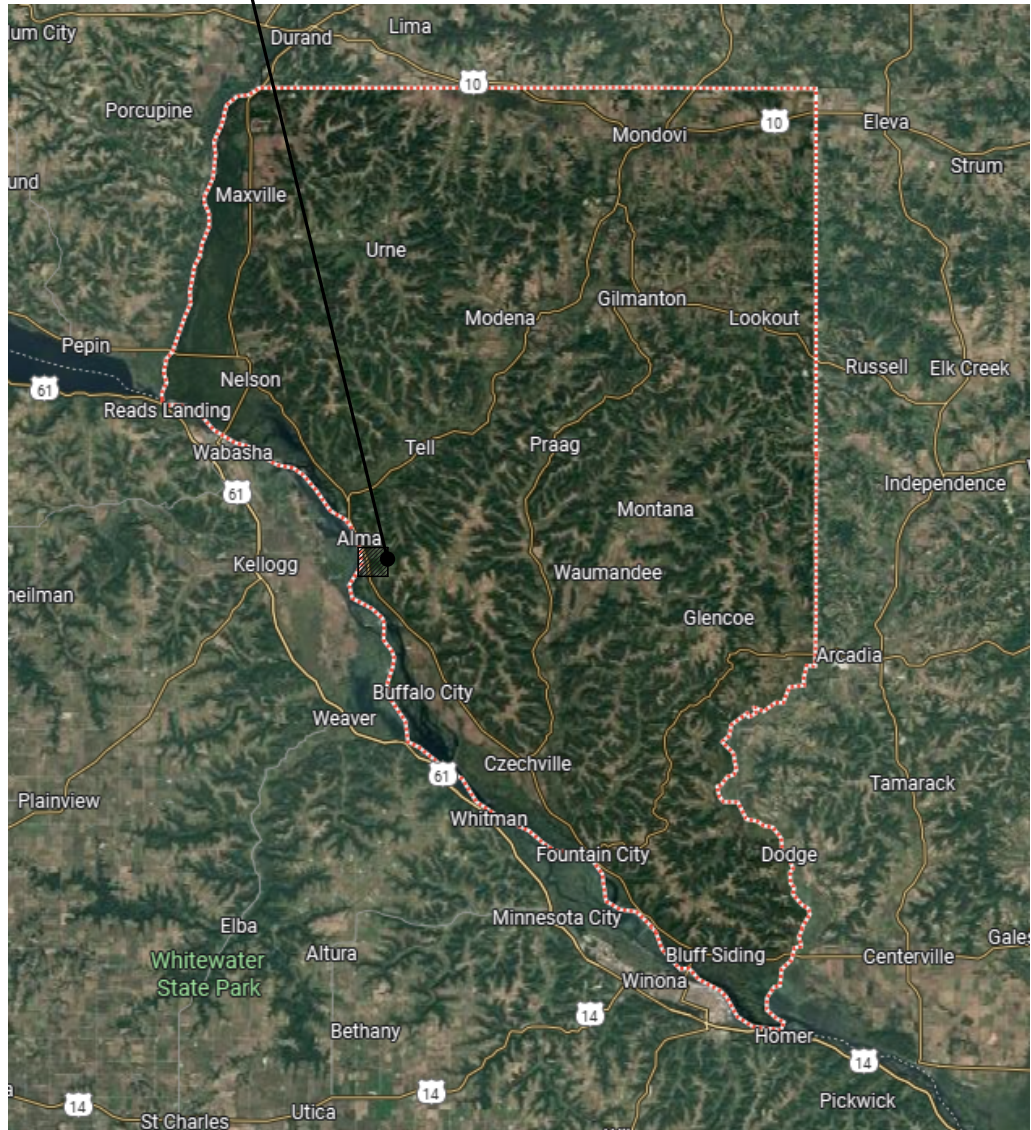 um City
Durand
Lima
10
Porcupine
Mondovi
10
Eleva
Strum
und
Maxville
Urne
Gilmanton
Modena
Lookout
Pepin
Russell
Elk Creek
61
Nelson
Reads Landing
Tell
Praag
Wabasha
61
Independence
Montana
Alma
Kellogg
Waumandee
neilman
Glencoe
Arcadia
Buffalo City
Weaver
Czechville
61
Tamarack
Plainview
Whitman
Fountain City
Dodge
Minnesota City
Elba
Altura
Bluff Siding
Centerville
Gales
Whitewater
State Park
Winona
14
Bethany
Homer
14
14
14
Utica
St Charles
Pickwick